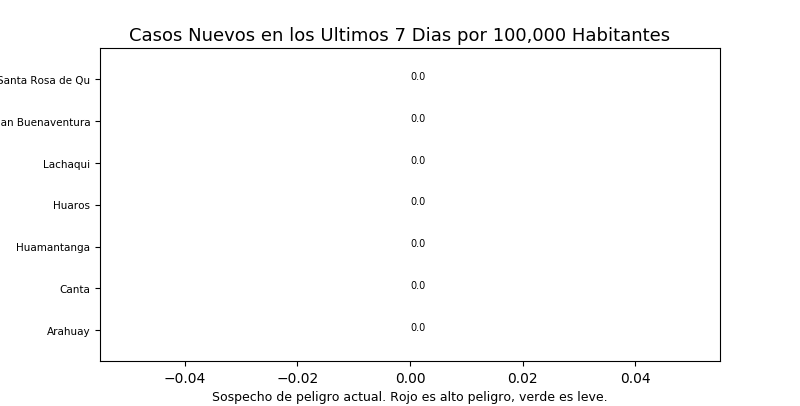 Casos Nuevos en los Ultimos 7 Dias por 100,000 Habitantes
Santa Rosa de Qu 0.0
an Buenaventura 0.0
Lachaqui 0.0
Huaros 0.0
Huamantanga 0.0
Canta 0.0
Arahuay 0.0
−0.04 −0.02 0.00 0.02 0.04
Sospecho de peligro actual. Rojo es alto peligro, verde es leve.